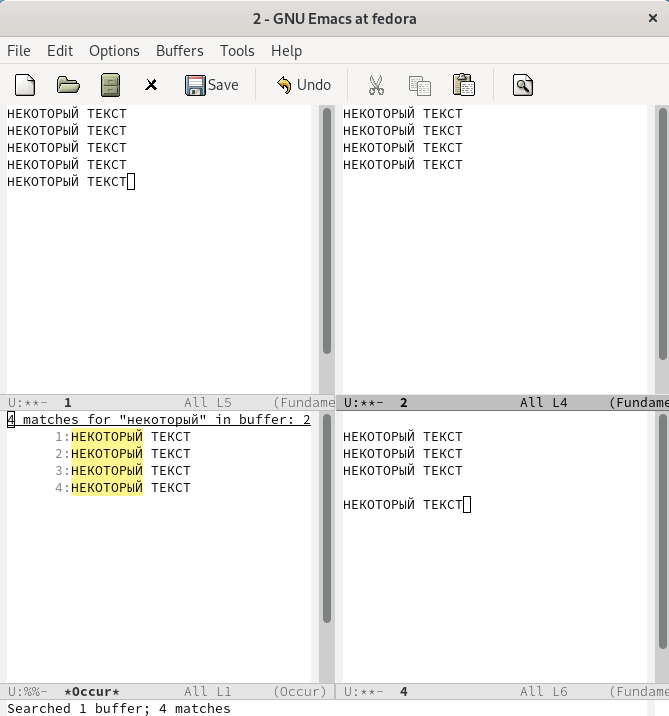 2 - GNU Emacs at fedora
File Edit Options Buffers Tools Help
Save Undo
НЕКОТОРЫЙ ТЕКСТ
НЕКОТОРЫЙ ТЕКСТ
НЕКОТОРЫЙ ТЕКСТ
НЕКОТОРЫЙ ТЕКСТ
НЕКОТОРЫЙ ТЕКСТ
U:**- 1 All L5 (Fundame
НЕКОТОРЫЙ ТЕКСТ
НЕКОТОРЫЙ ТЕКСТ
НЕКОТОРЫЙ ТЕКСТ
НЕКОТОРЫЙ ТЕКСТ
U:**- 2 All L4 (Fundame
4 matches for "некоторый" in buffer: 2
1:НЕКОТОРЫЙ ТЕКСТ
2:НЕКОТОРЫЙ ТЕКСТ
3:НЕКОТОРЫЙ ТЕКСТ
4:НЕКОТОРЫЙ ТЕКСТ
U:%%- *Occur* All L1 (Occur)
НЕКОТОРЫЙ ТЕКСТ
НЕКОТОРЫЙ ТЕКСТ
НЕКОТОРЫЙ ТЕКСТ
НЕКОТОРЫЙ ТЕКСТ
U:**- 4 All L6 (Fundame
Searched 1 buffer; 4 matches